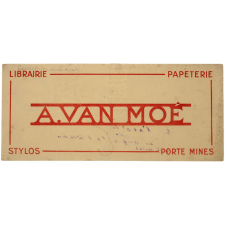 LIBRAIRIE PAPETERIE
A. VAN MOÉ
STYLOS PORTE MINES